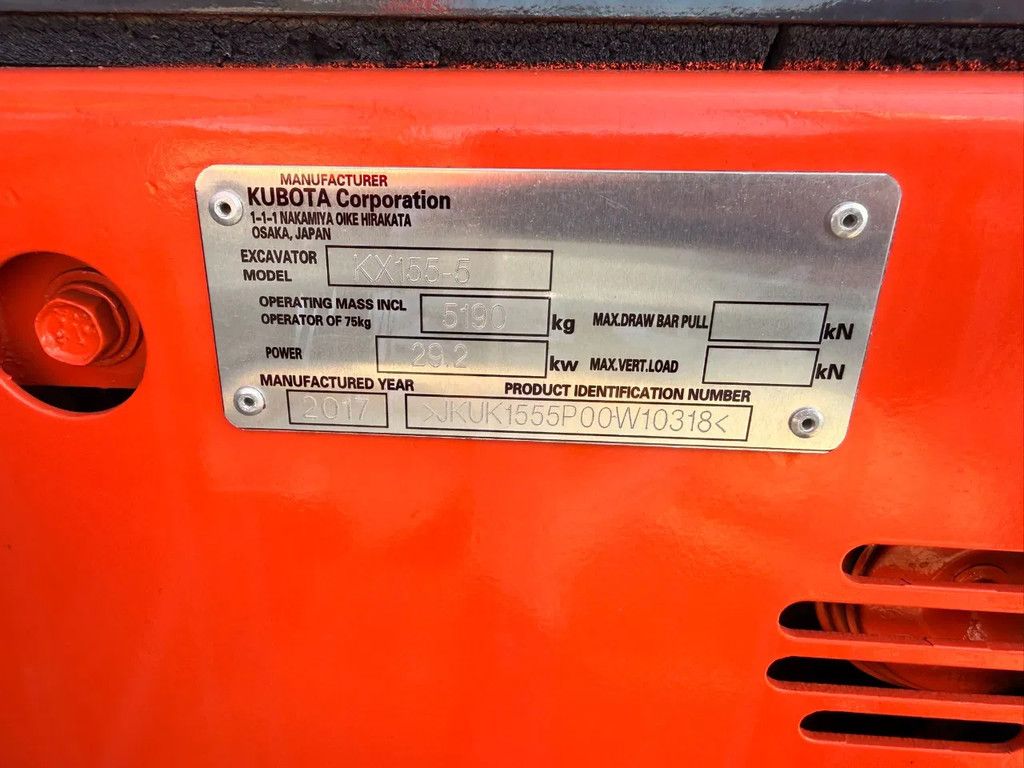 MANUFACTURER
KUBOTA Corporation
1-1-1 NAKAMIYA OIKE HIRAKATA
OSAKA, JAPAN
EXCAVATOR MODEL KX155-5
OPERATING MASS INCL OPERATOR OF 75kg 5190 kg MAX.DRAW BAR PULL kN
POWER 29.2 kw MAX.VERT.LOAD kN
MANUFACTURED YEAR PRODUCT IDENTIFICATION NUMBER
2017 >JKUK1555P00W10318<